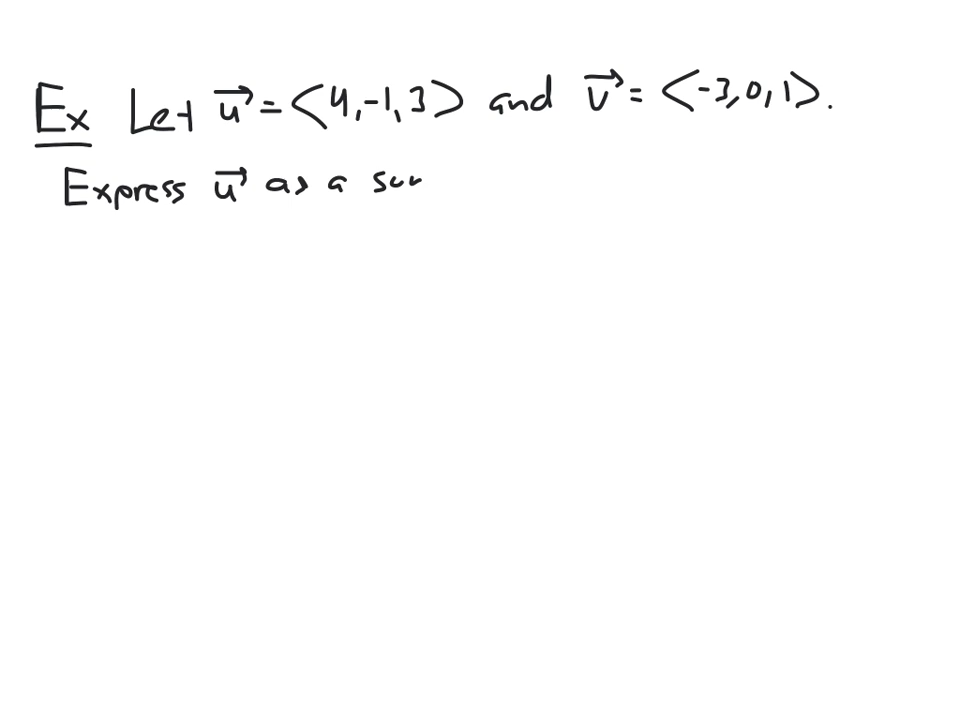 Ex Let u⃗ = <4,-1,3> and v⃗ = <-3,0,1>.
Express u⃗ as a